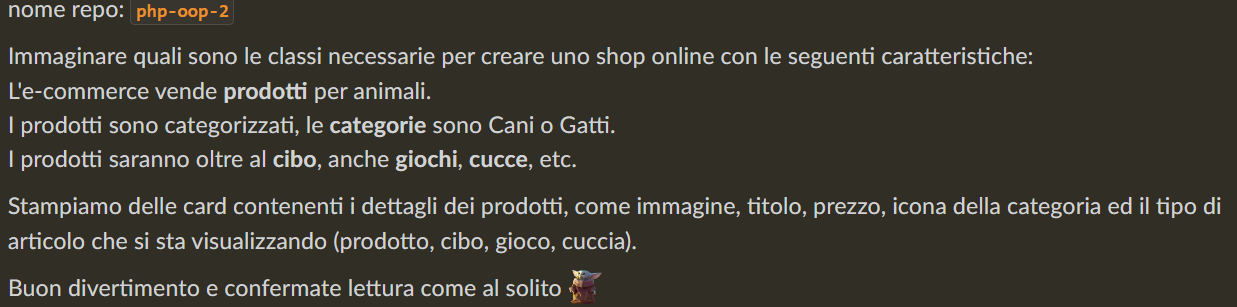 nome repo: php-oop-2
Immaginare quali sono le classi necessarie per creare uno shop online con le seguenti caratteristiche:
L'e-commerce vende prodotti per animali.
I prodotti sono categorizzati, le categorie sono Cani o Gatti.
I prodotti saranno oltre al cibo, anche giochi, cucce, etc.
Stampiamo delle card contenenti i dettagli dei prodotti, come immagine, titolo, prezzo, icona della categoria ed il tipo di
articolo che si sta visualizzando (prodotto, cibo, gioco, cuccia).
Buon divertimento e confermate lettura come al solito